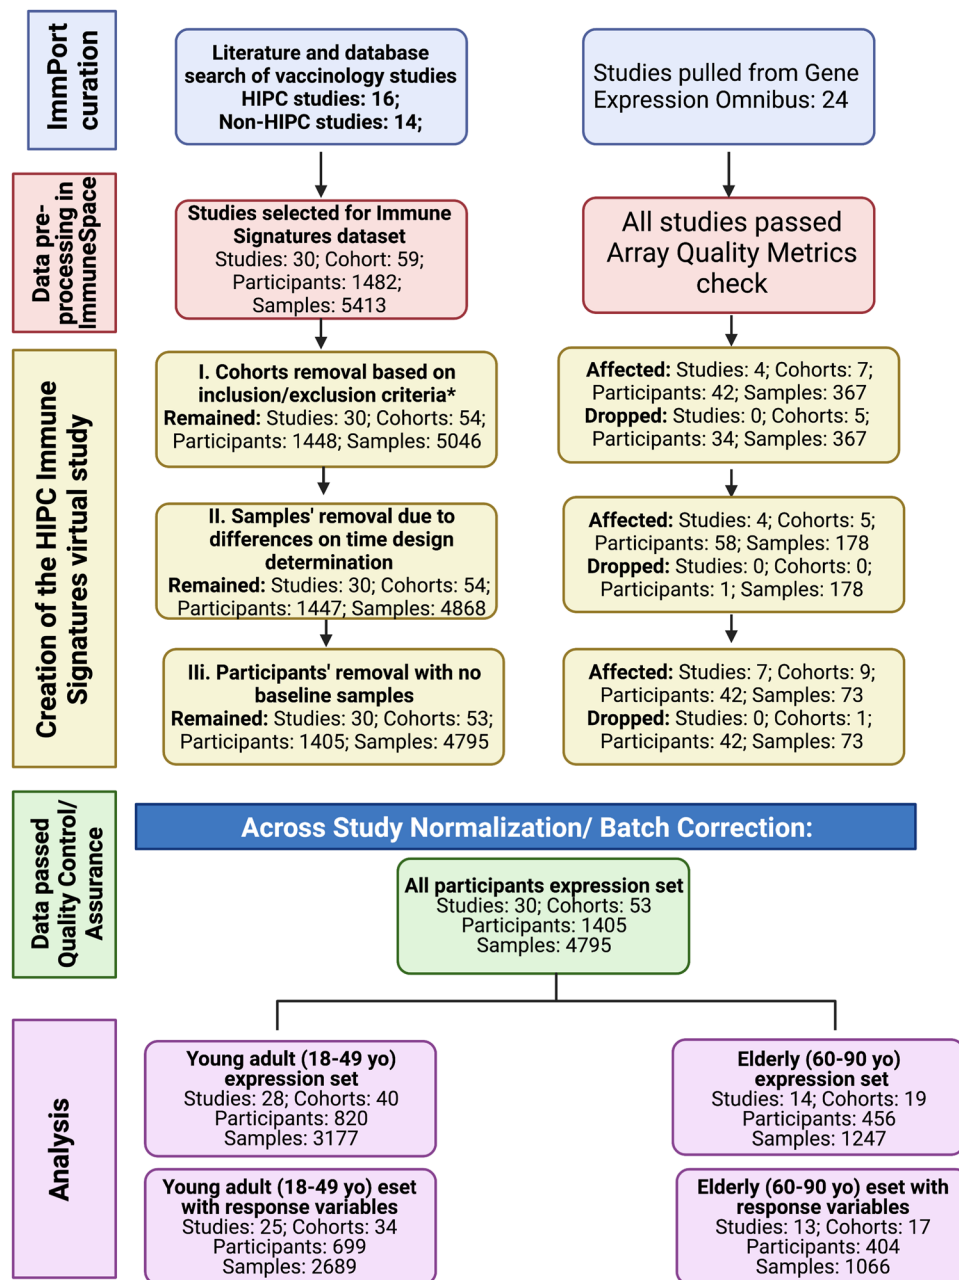 ImmPort
curation
Literature and database
search of vaccinology studies
HIPC studies: 16;
Non-HIPC studies: 14;
Studies pulled from Gene
Expression Omnibus: 24
Data pre-
processing in
ImmuneSpace
Studies selected for Immune
Signatures dataset
Studies: 30; Cohort: 59;
Participants: 1482;
Samples: 5413
All studies passed
Array Quality Metrics
check
Creation of the HIPC Immune
Signatures virtual study
I. Cohorts removal based on
inclusion/exclusion criteria*
Remained: Studies: 30; Cohorts: 54;
Participants: 1448; Samples: 5046
Affected: Studies: 4; Cohorts: 7;
Participants: 42; Samples: 367
Dropped: Studies: 0; Cohorts: 5;
Participants: 34; Samples: 367
II. Samples' removal due to
differences on time design
determination
Remained: Studies: 30; Cohorts: 54;
Participants: 1447; Samples: 4868
Affected: Studies: 4; Cohorts: 5;
Participants: 58; Samples: 178
Dropped: Studies: 0; Cohorts: 0;
Participants: 1; Samples: 178
IIi. Participants' removal with no
baseline samples
Remained: Studies: 30; Cohorts: 53;
Participants: 1405; Samples: 4795
Affected: Studies: 7; Cohorts: 9;
Participants: 42; Samples: 73
Dropped: Studies: 0; Cohorts: 1;
Participants: 42; Samples: 73
Data passed
Quality Control/
Assurance
Across Study Normalization/ Batch Correction:
All participants expression set
Studies: 30; Cohorts: 53
Participants: 1405
Samples: 4795
Analysis
Young adult (18-49 yo)
expression set
Studies: 28; Cohorts: 40
Participants: 820
Samples: 3177
Elderly (60-90 yo)
expression set
Studies: 14; Cohorts: 19
Participants: 456
Samples: 1247
Young adult (18-49 yo) eset
with response variables
Studies: 25; Cohorts: 34
Participants: 699
Samples: 2689
Elderly (60-90 yo) eset with
response variables
Studies: 13; Cohorts: 17
Participants: 404
Samples: 1066